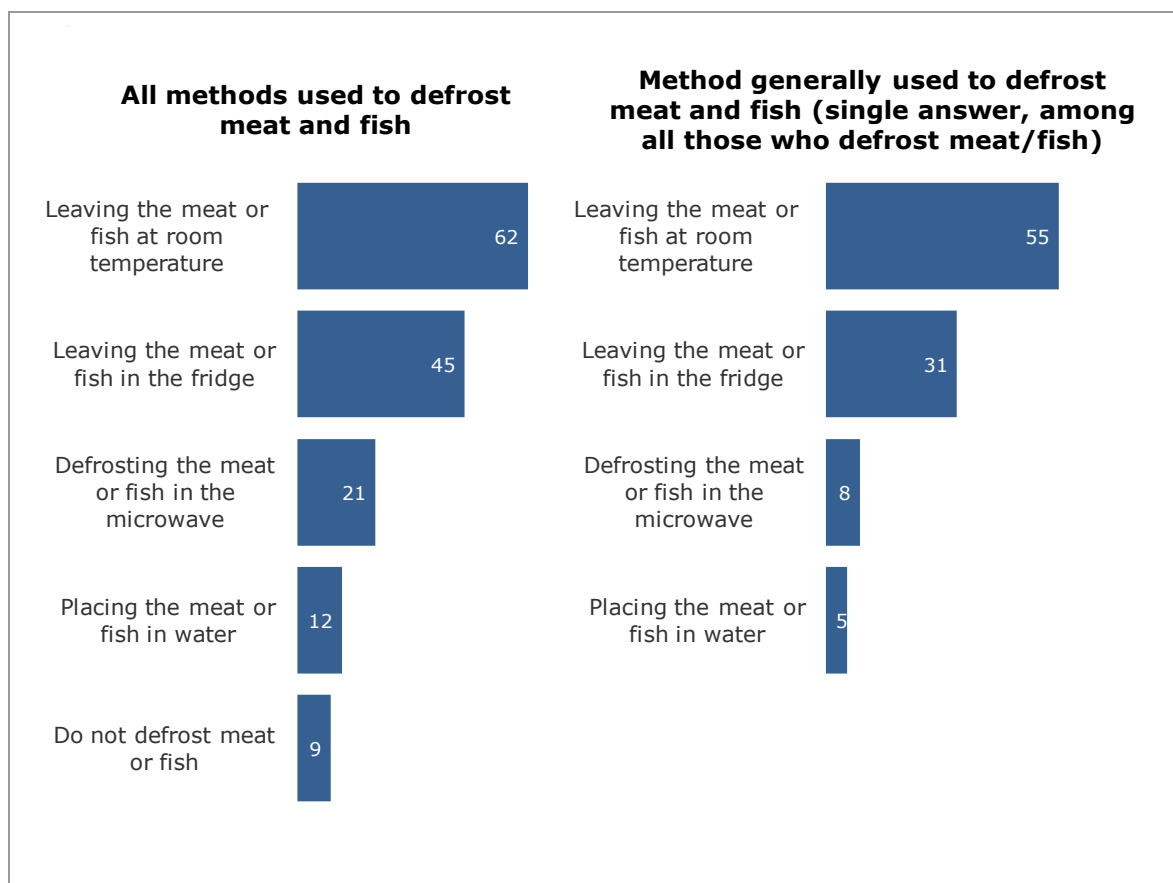 All methods used to defrost
meat and fish
Leaving the meat or
fish at room
temperature
62
Leaving the meat or
fish in the fridge
45
Defrosting the meat
or fish in the
microwave
21
Placing the meat or
fish in water
12
Do not defrost meat
or fish
9
Method generally used to defrost
meat and fish (single answer, among
all those who defrost meat/fish)
Leaving the meat or
fish at room
temperature
55
Leaving the meat or
fish in the fridge
31
Defrosting the meat
or fish in the
microwave
8
Placing the meat or
fish in water
5